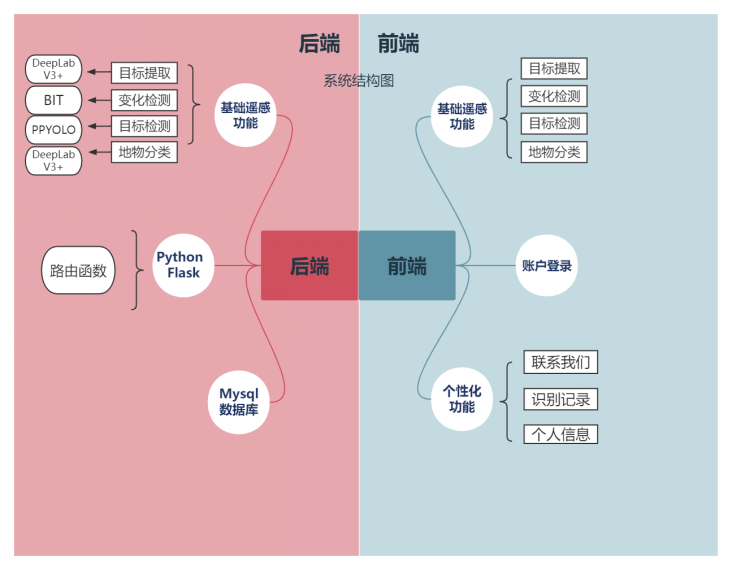 后端 前端
系统结构图
DeepLab
V3+
目标提取
BIT
变化检测
PPYOLO
目标检测
DeepLab
V3+
地物分类
基础遥感
功能
Python
Flask
路由函数
Mysql
数据库
后端
前端
基础遥感
功能
目标提取
变化检测
目标检测
地物分类
账户登录
个性化
功能
联系我们
识别记录
个人信息